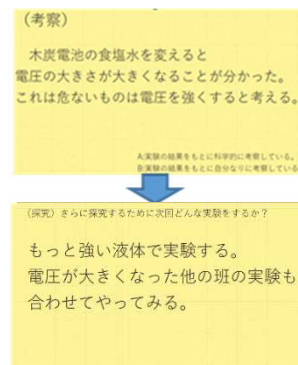 (考察)
木炭電池の食塩水を変えると
電圧の大きさが大きくなることが分かった。
これは危ないものは電圧を強くすると考える。
A:実験の結果をもとに科学的に考察している。
B:実験の結果をもとに自分なりに考察している
(探究) さらに探究するために次回どんな実験をするか?
もっと強い液体で実験する。
電圧が大きくなった他の班の実験も
合わせてやってみる。